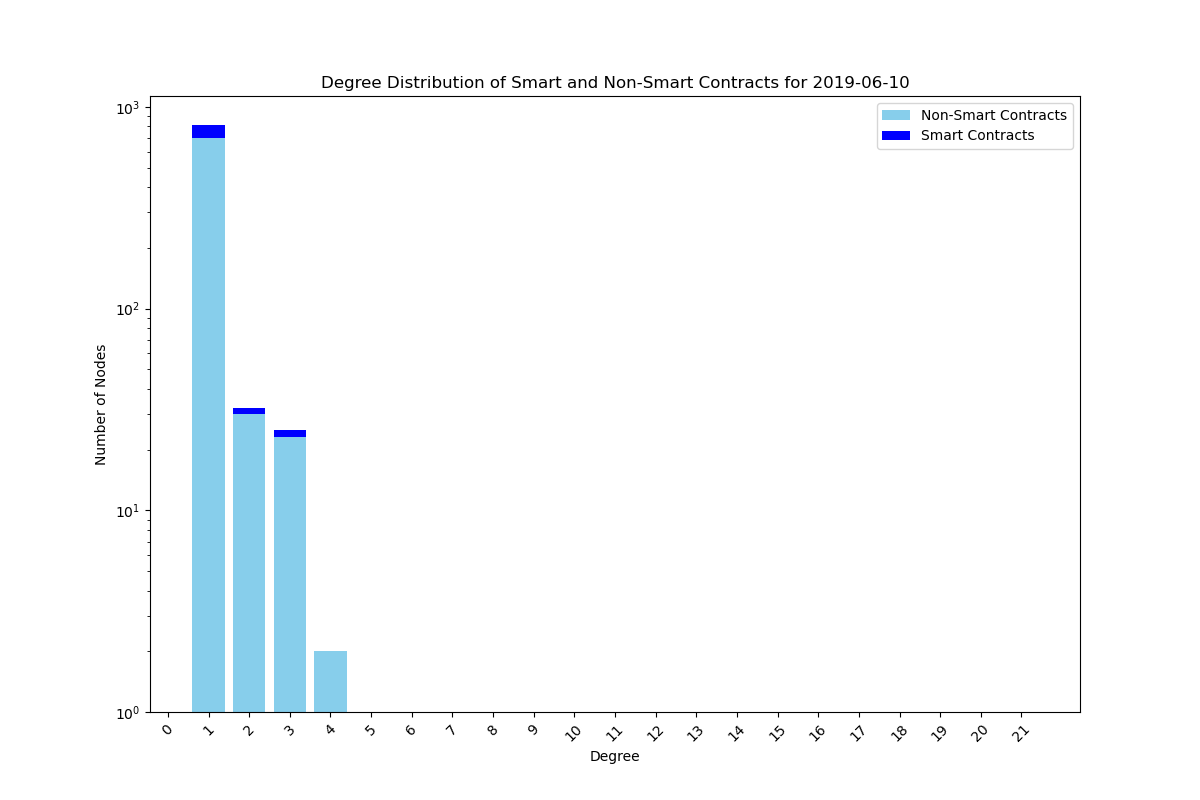 Degree Distribution of Smart and Non-Smart Contracts for 2019-06-10
Non-Smart Contracts
Smart Contracts
Number of Nodes
10³
10²
10¹
10⁰
0 1 2 3 4 5 6 7 8 9 10 11 12 13 14 15 16 17 18 19 20 21
Degree